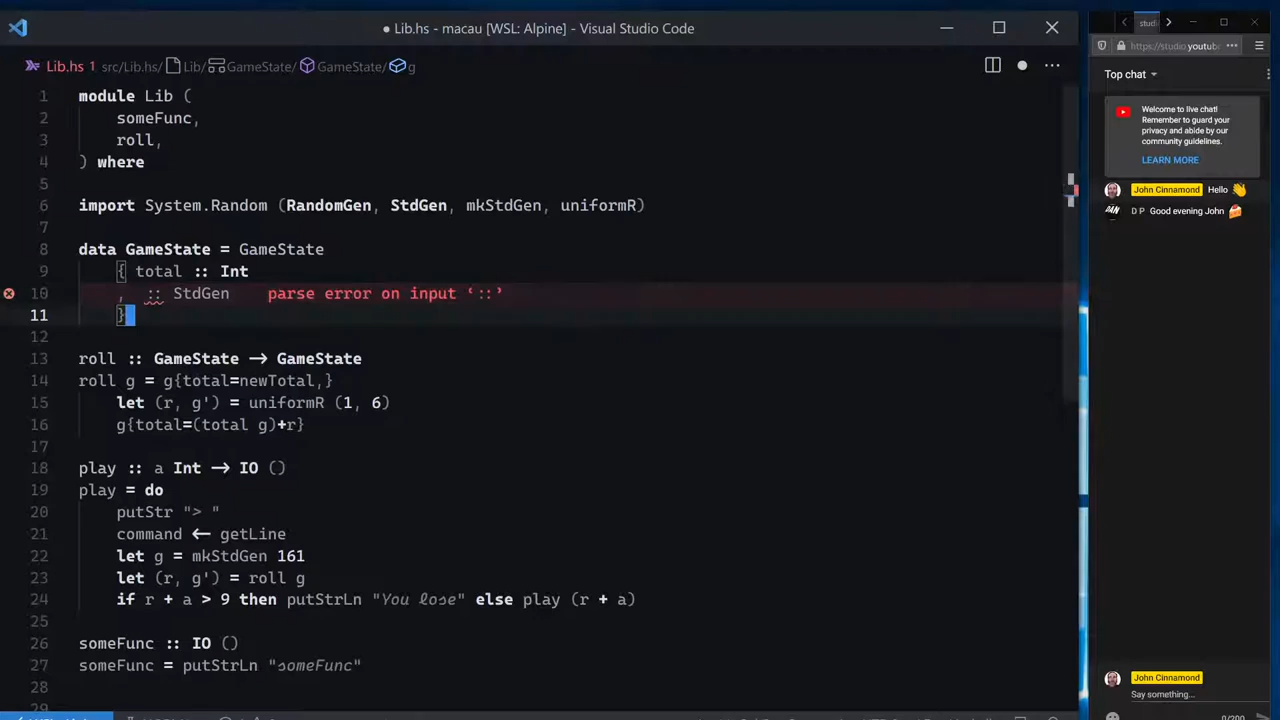 ● Lib.hs - macau [WSL: Alpine] - Visual Studio Code
Lib.hs 1 src/Lib.hs/ Lib/ GameState/ GameState/ g
1 module Lib (
2 someFunc,
3 roll,
4 ) where
5
6 import System.Random (RandomGen, StdGen, mkStdGen, uniformR)
7
8 data GameState = GameState
9 { total :: Int
10 , :: StdGen parse error on input ‘::’
11 }
12
13 roll :: GameState -> GameState
14 roll g = g{total=newTotal,}
15 let (r, g') = uniformR (1, 6)
16 g{total=(total g)+r}
17
18 play :: a Int -> IO ()
19 play = do
20 putStr "> "
21 command <- getLine
22 let g = mkStdGen 161
23 let (r, g') = roll g
24 if r + a > 9 then putStrLn "You lose" else play (r + a)
25
26 someFunc :: IO ()
27 someFunc = putStrLn "someFunc"
28
29
studi
https://studio.youtube
Top chat
Welcome to live chat!
Remember to guard your
privacy and abide by our
community guidelines.
LEARN MORE
John Cinnamond Hello 👋
D P Good evening John 🍰
John Cinnamond
Say something...
0/200